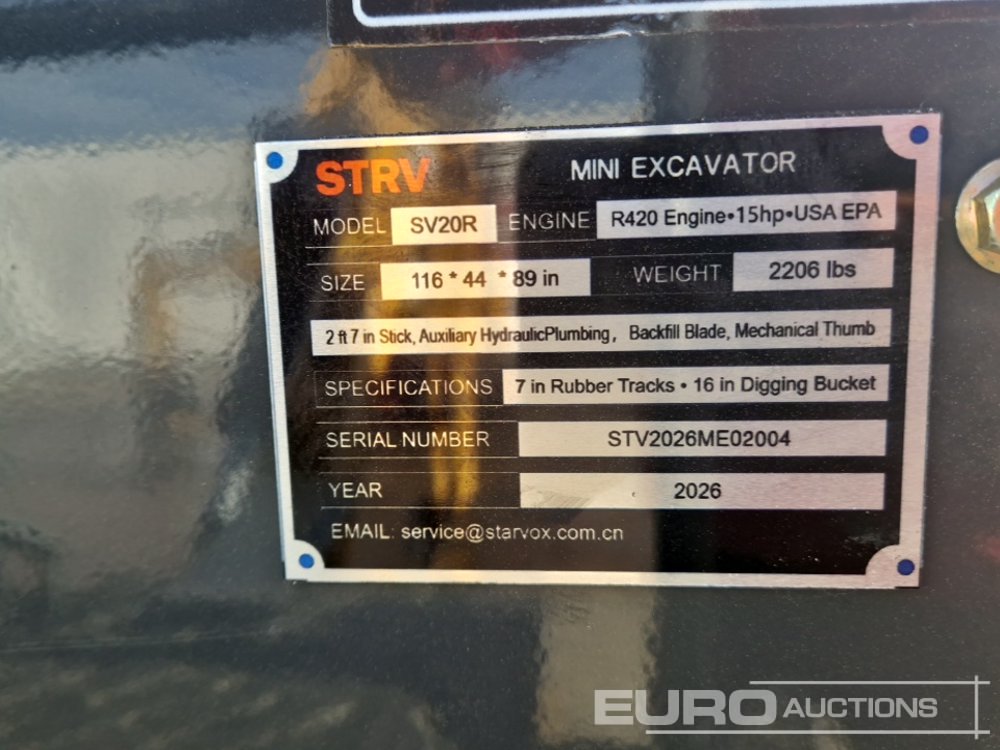 STRV MINI EXCAVATOR
MODEL SV20R ENGINE R420 Engine•15hp•USA EPA
SIZE 116 * 44 * 89 in WEIGHT 2206 lbs
2 ft 7 in Stick, Auxiliary HydraulicPlumbing, Backfill Blade, Mechanical Thumb
SPECIFICATIONS 7 in Rubber Tracks • 16 in Digging Bucket
SERIAL NUMBER STV2026ME02004
YEAR 2026
EMAIL: service@starvox.com.cn
EURO AUCTIONS